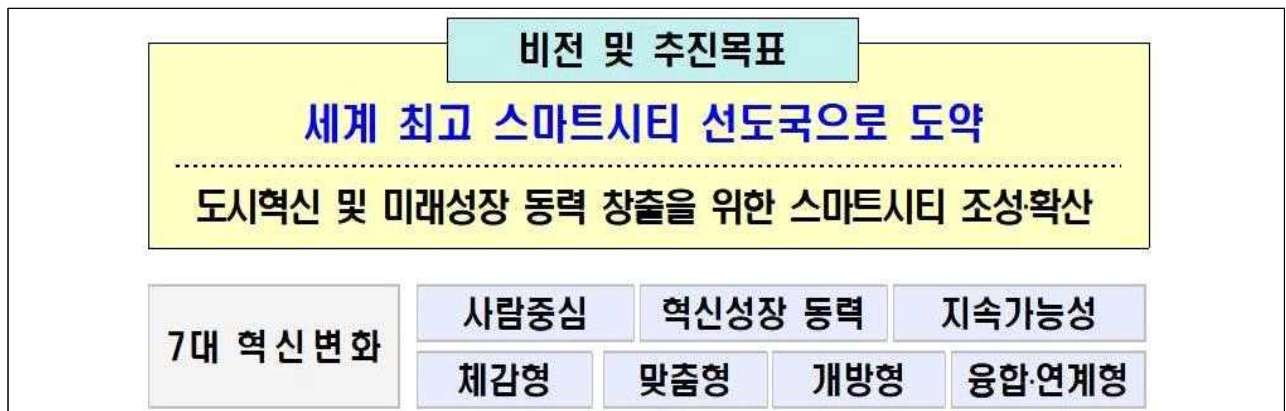 비전 및 추진목표
세계 최고 스마트시티 선도국으로 도약
도시혁신 및 미래성장 동력 창출을 위한 스마트시티 조성·확산
7대 혁신변화
사람중심 혁신성장 동력 지속가능성
체감형 맞춤형 개방형 융합·연계형